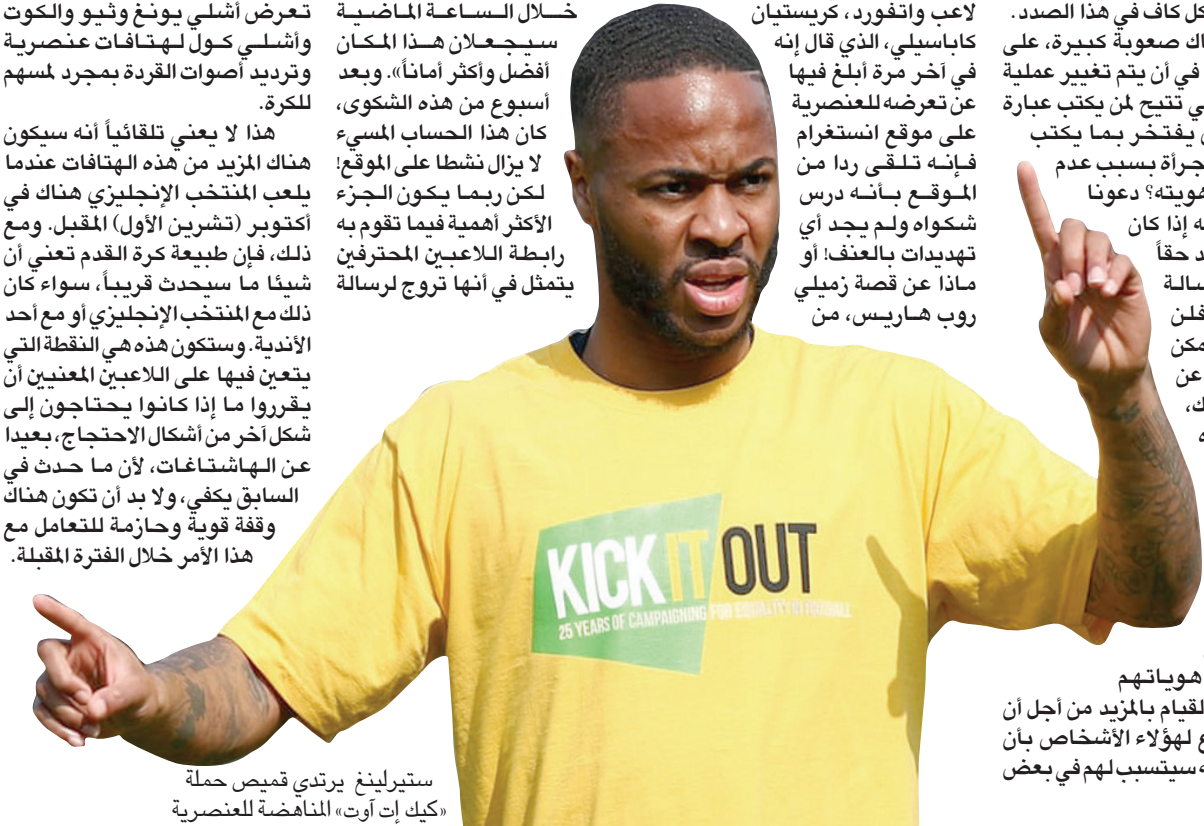 كاف في هذا الصدد.
صعوبة كبيرة، على
في أن يتم تغيير عملية
تتيح لمن يكتب عبارة
يفتخر بما يكتب
بسبب عدم
دعونا
إذا كان
حقاً
عن
هوياتهم
القيام بالمزيد من أجل أن
لهؤلاء الأشخاص بأن
سيتسبب لهم في بعض
لاعب واتفورد، كريستيان
كاباسيلي، الذي قال إنه
في آخر مرة أبلغ فيها
عن تعرضه للعنصرية
على موقع انستغرام
فإنه تلقى ردا من
الموقع بأنه درس
شكواه ولم يجد أي
تهديدات بالعنف! أو
ماذا عن قصة زميلي
روب هاريس، من
خلال الساعة الماضية
سيجعلان هذا المكان
أفضل وأكثر أماناً». وبعد
أسبوع من هذه الشكوى،
كان هذا الحساب المسيء
لا يزال نشطا على الموقع!
لكن ربما يكون الجزء
الأكثر أهمية فيما تقوم به
رابطة اللاعبين المحترفين
يتمثل في أنها تروج لرسالة
تعرض أشلي يونغ وثيو والكوت
وأشلي كول لهتافات عنصرية
وترديد أصوات القردة بمجرد لمسهم
للكرة.
هذا لا يعني تلقائياً أنه سيكون
هناك المزيد من هذه الهتافات عندما
يلعب المنتخب الإنجليزي هناك في
أكتوبر (تشرين الأول) المقبل. ومع
ذلك، فإن طبيعة كرة القدم تعني أن
شيئا ما سيحدث قريباً، سواء كان
ذلك مع المنتخب الإنجليزي أو مع أحد
الأندية. وستكون هذه هي النقطة التي
يتعين فيها على اللاعبين المعنيين أن
يقرروا ما إذا كانوا يحتاجون إلى
شكل آخر من أشكال الاحتجاج، بعيدا
عن الهاشتاغات، لأن ما حدث في
السابق يكفي، ولا بد أن تكون هناك
وقفة قوية وحازمة للتعامل مع
هذا الأمر خلال الفترة المقبلة.
KICK IT OUT
25 YEARS OF CAMPAIGNING FOR EQUALITY IN FOOTBALL
ستيرلينغ يرتدي قميص حملة
«كيك إت آوت» المناهضة للعنصرية